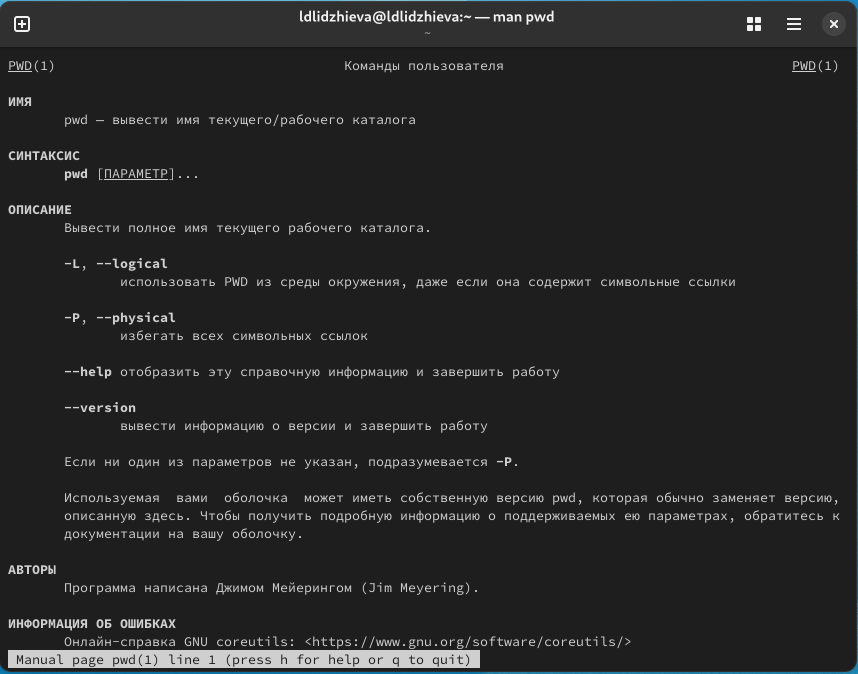 ldlidzhieva@ldlidzhieva:~ — man pwd
~
PWD(1) Команды пользователя PWD(1)
ИМЯ
pwd — вывести имя текущего/рабочего каталога
СИНТАКСИС
pwd [ПАРАМЕТР]...
ОПИСАНИЕ
Вывести полное имя текущего рабочего каталога.
-L, --logical
использовать PWD из среды окружения, даже если она содержит символьные ссылки
-P, --physical
избегать всех символьных ссылок
--help отобразить эту справочную информацию и завершить работу
--version
вывести информацию о версии и завершить работу
Если ни один из параметров не указан, подразумевается -P.
Используемая вами оболочка может иметь собственную версию pwd, которая обычно заменяет версию,
описанную здесь. Чтобы получить подробную информацию о поддерживаемых ею параметрах, обратитесь к
документации на вашу оболочку.
АВТОРЫ
Программа написана Джимом Мейерингом (Jim Meyering).
ИНФОРМАЦИЯ ОБ ОШИБКАХ
Онлайн-справка GNU coreutils: <https://www.gnu.org/software/coreutils/>
Manual page pwd(1) line 1 (press h for help or q to quit)